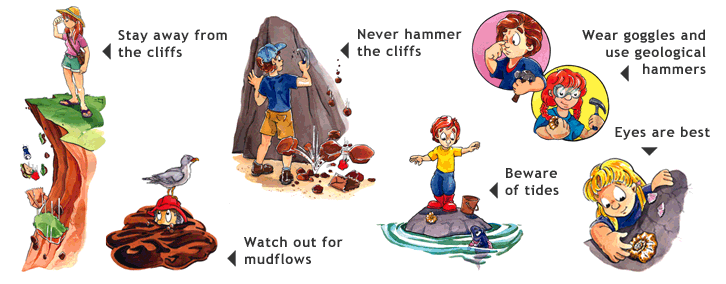 Stay away from
the cliffs
Never hammer
the cliffs
Wear goggles and
use geological
hammers
Eyes are best
Beware
of tides
Watch out for
mudflows